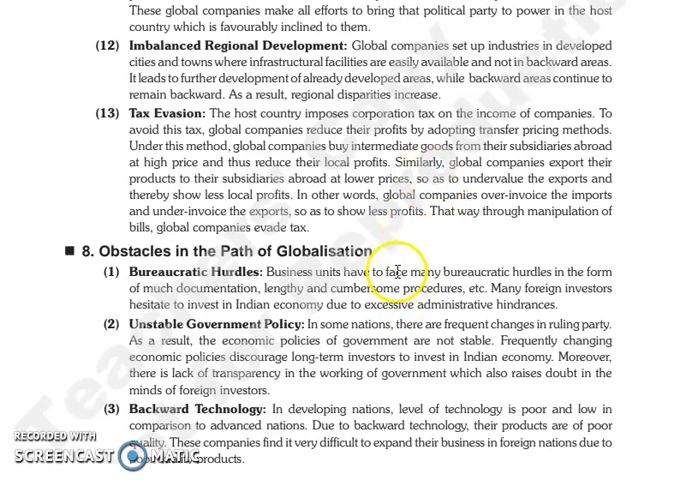 These global companies make all efforts to bring that political party to power in the host
country which is favourably inclined to them.
(12) Imbalanced Regional Development: Global companies set up industries in developed
cities and towns where infrastructural facilities are easily available and not in backward areas.
It leads to further development of already developed areas, while backward areas continue to
remain backward. As a result, regional disparities increase.
(13) Tax Evasion: The host country imposes corporation tax on the income of companies. To
avoid this tax, global companies reduce their profits by adopting transfer pricing methods.
Under this method, global companies buy intermediate goods from their subsidiaries abroad
at high price and thus reduce their local profits. Similarly, global companies export their
products to their subsidiaries abroad at lower prices, so as to undervalue the exports and
thereby show less local profits. In other words, global companies over-invoice the imports
and under-invoice the exports, so as to show less profits. That way through manipulation of
bills, global companies evade tax.
■ 8. Obstacles in the Path of Globalisation
(1) Bureaucratic Hurdles: Business units have to face many bureaucratic hurdles in the form
of much documentation, lengthy and cumbersome procedures, etc. Many foreign investors
hesitate to invest in Indian economy due to excessive administrative hindrances.
(2) Unstable Government Policy: In some nations, there are frequent changes in ruling party.
As a result, the economic policies of government are not stable. Frequently changing
economic policies discourage long-term investors to invest in Indian economy. Moreover,
there is lack of transparency in the working of government which also raises doubt in the
minds of foreign investors.
(3) Backward Technology: In developing nations, level of technology is poor and low in
comparison to advanced nations. Due to backward technology, their products are of poor
quality. These companies find it very difficult to expand their business in foreign nations due to
products.
RECORDED WITH
SCREENCAST MATIC
Teachers'